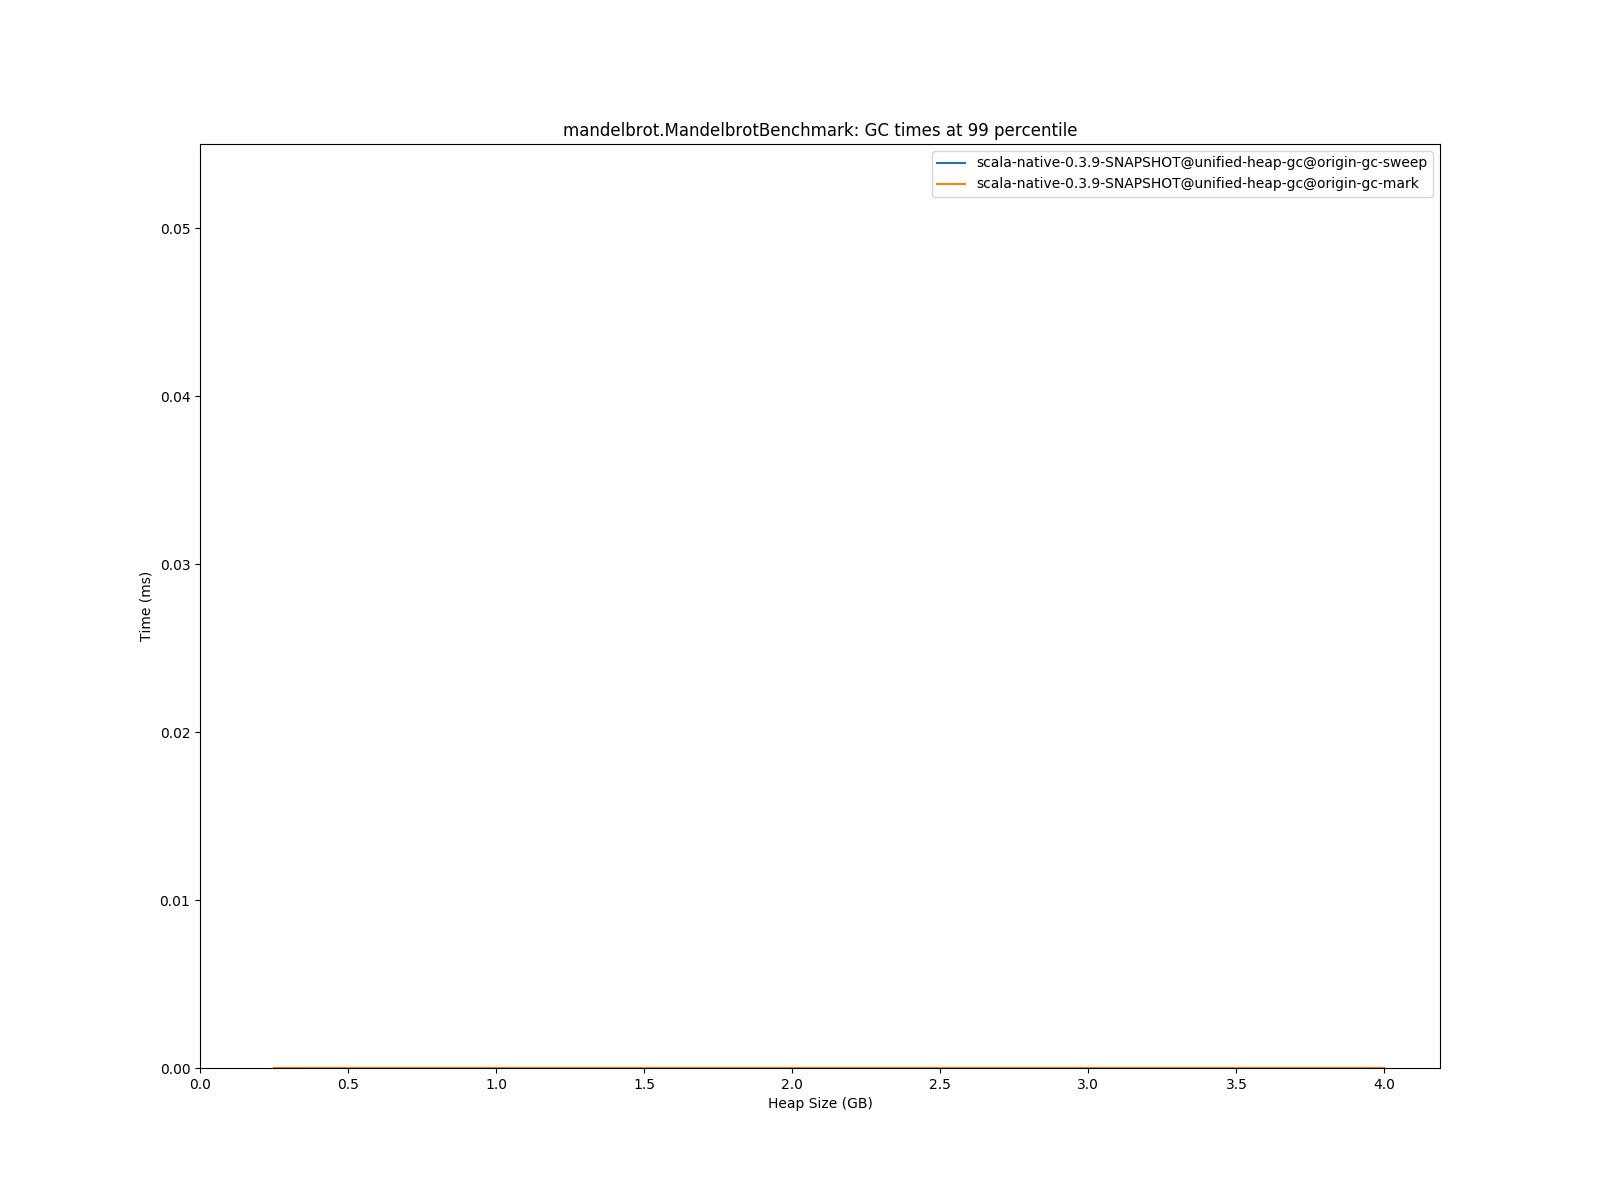 mandelbrot.MandelbrotBenchmark: GC times at 99 percentile
scala-native-0.3.9-SNAPSHOT@unified-heap-gc@origin-gc-sweep
scala-native-0.3.9-SNAPSHOT@unified-heap-gc@origin-gc-mark
0.05
0.04
0.03
0.02
0.01
0.00
Time (ms)
0.0 0.5 1.0 1.5 2.0 2.5 3.0 3.5 4.0
Heap Size (GB)